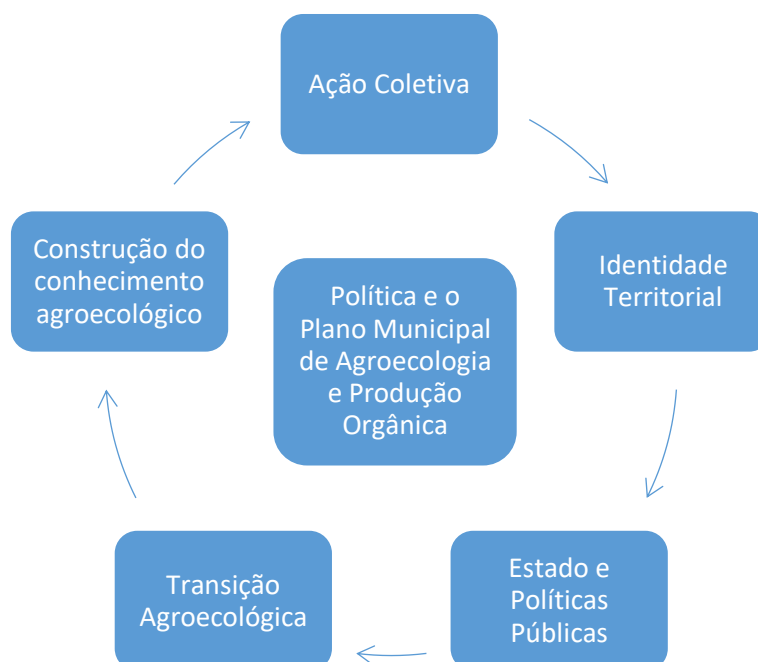 Ação Coletiva
Identidade
Territorial
Estado e
Políticas
Públicas
Transição
Agroecológica
Construção do
conhecimento
agroecológico
Política e o
Plano Municipal
de Agroecologia
e Produção
Orgânica